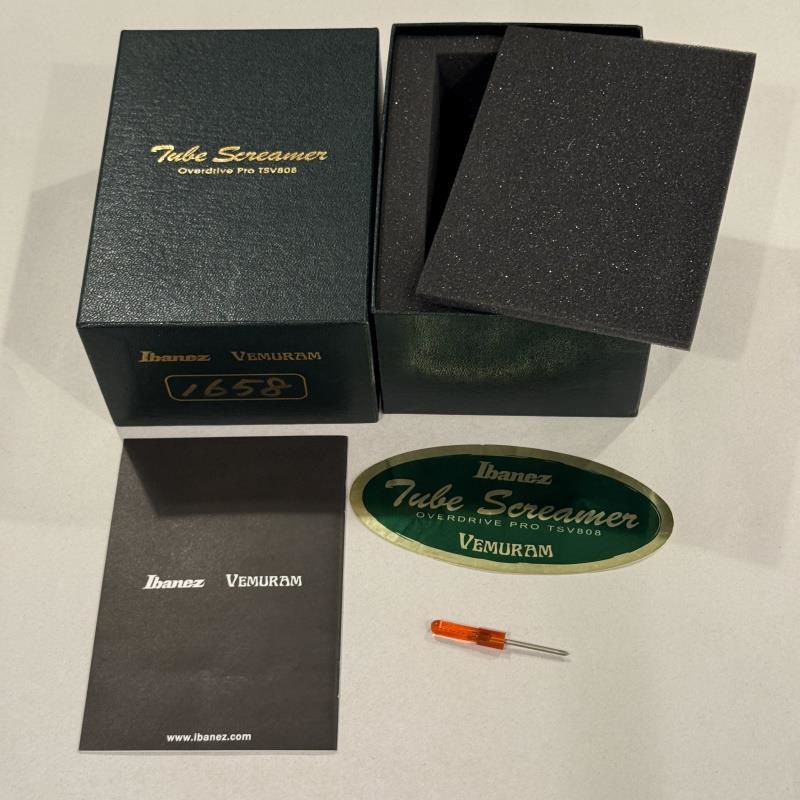 Tube Screamer
Overdrive Pro TSV808
Ibanez VEMURAM
1658
Ibanez
Tube Screamer
OVERDRIVE PRO TSV808
VEMURAM
Ibanez VEMURAM
www.ibanez.com